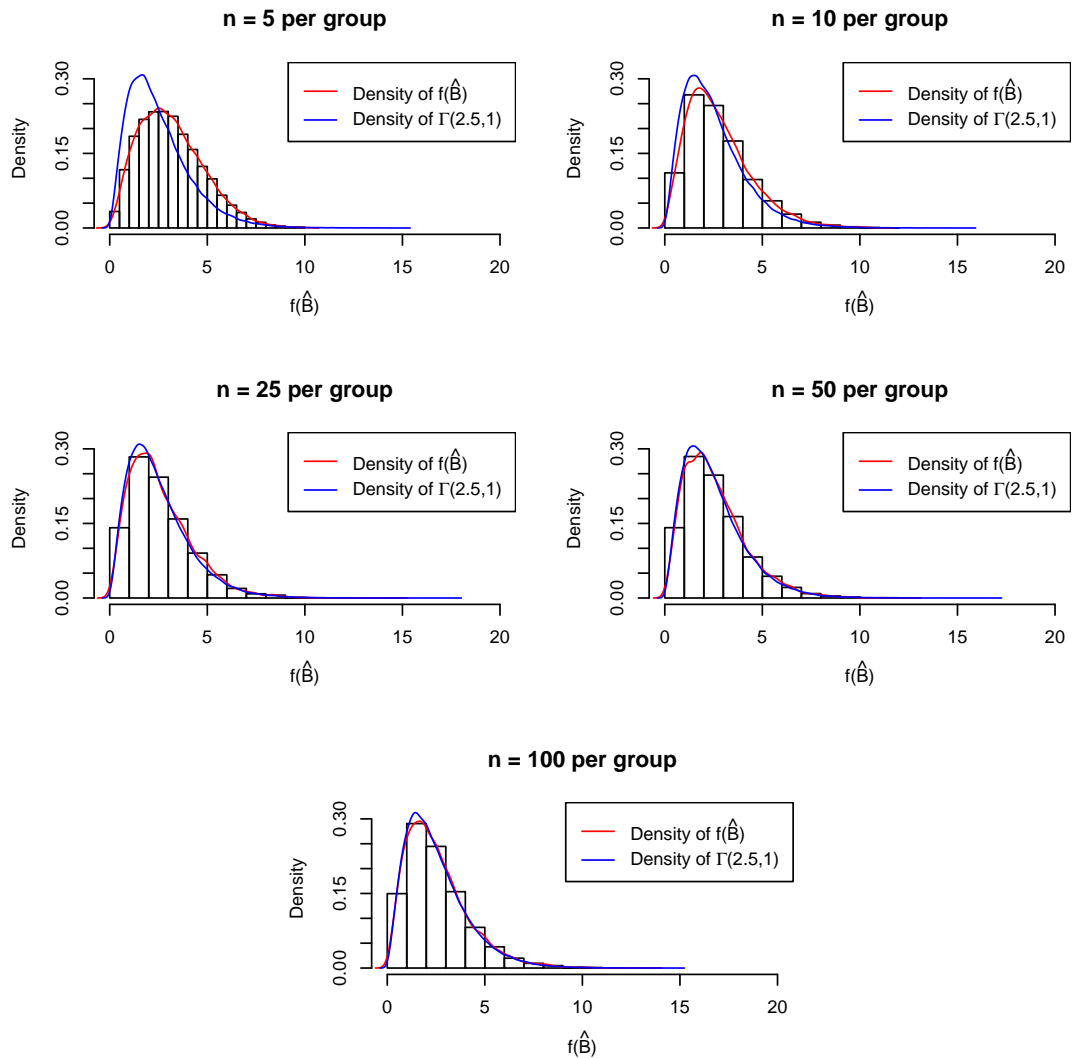 n = 5 per group
Density
0.00 0.15 0.30
Density of f(B̂)
Density of Γ(2.5,1)
0 5 10 15 20
f(B̂)
n = 10 per group
Density
0.00 0.15 0.30
Density of f(B̂)
Density of Γ(2.5,1)
0 5 10 15 20
f(B̂)
n = 25 per group
Density
0.00 0.15 0.30
Density of f(B̂)
Density of Γ(2.5,1)
0 5 10 15 20
f(B̂)
n = 50 per group
Density
0.00 0.15 0.30
Density of f(B̂)
Density of Γ(2.5,1)
0 5 10 15 20
f(B̂)
n = 100 per group
Density
0.00 0.15 0.30
Density of f(B̂)
Density of Γ(2.5,1)
0 5 10 15 20
f(B̂)